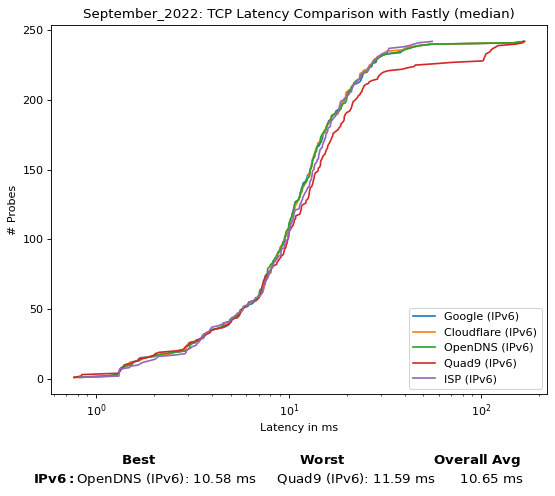 September_2022: TCP Latency Comparison with Fastly (median)
250
200
150
100
50
0
# Probes
10⁰
10¹
10²
Latency in ms
Google (IPv6)
Cloudflare (IPv6)
OpenDNS (IPv6)
Quad9 (IPv6)
ISP (IPv6)
Best Worst Overall Avg
IPv6: OpenDNS (IPv6): 10.58 ms Quad9 (IPv6): 11.59 ms 10.65 ms